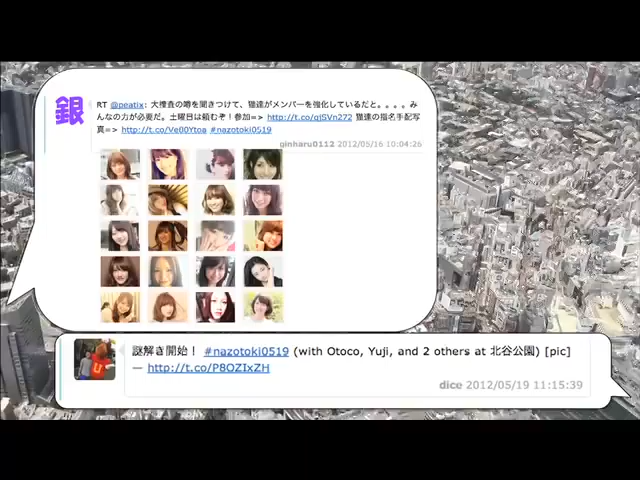 銀
RT @peatix: 大捜査の噂を聞きつけて、猫達がメンバーを強化しているだと。。。。み
んなの力が必要だ。土曜日は頼むぞ！参加=> http://t.co/qjSVn272 猫達の指名手配写
真=> http://t.co/Ve00Ytoa #nazotoki0519
ginharu0112 2012/05/16 10:04:26
謎解き開始！ #nazotoki0519 (with Otoco, Yuji, and 2 others at 北谷公園) [pic]
— http://t.co/P8OZIxZH
dice 2012/05/19 11:15:39